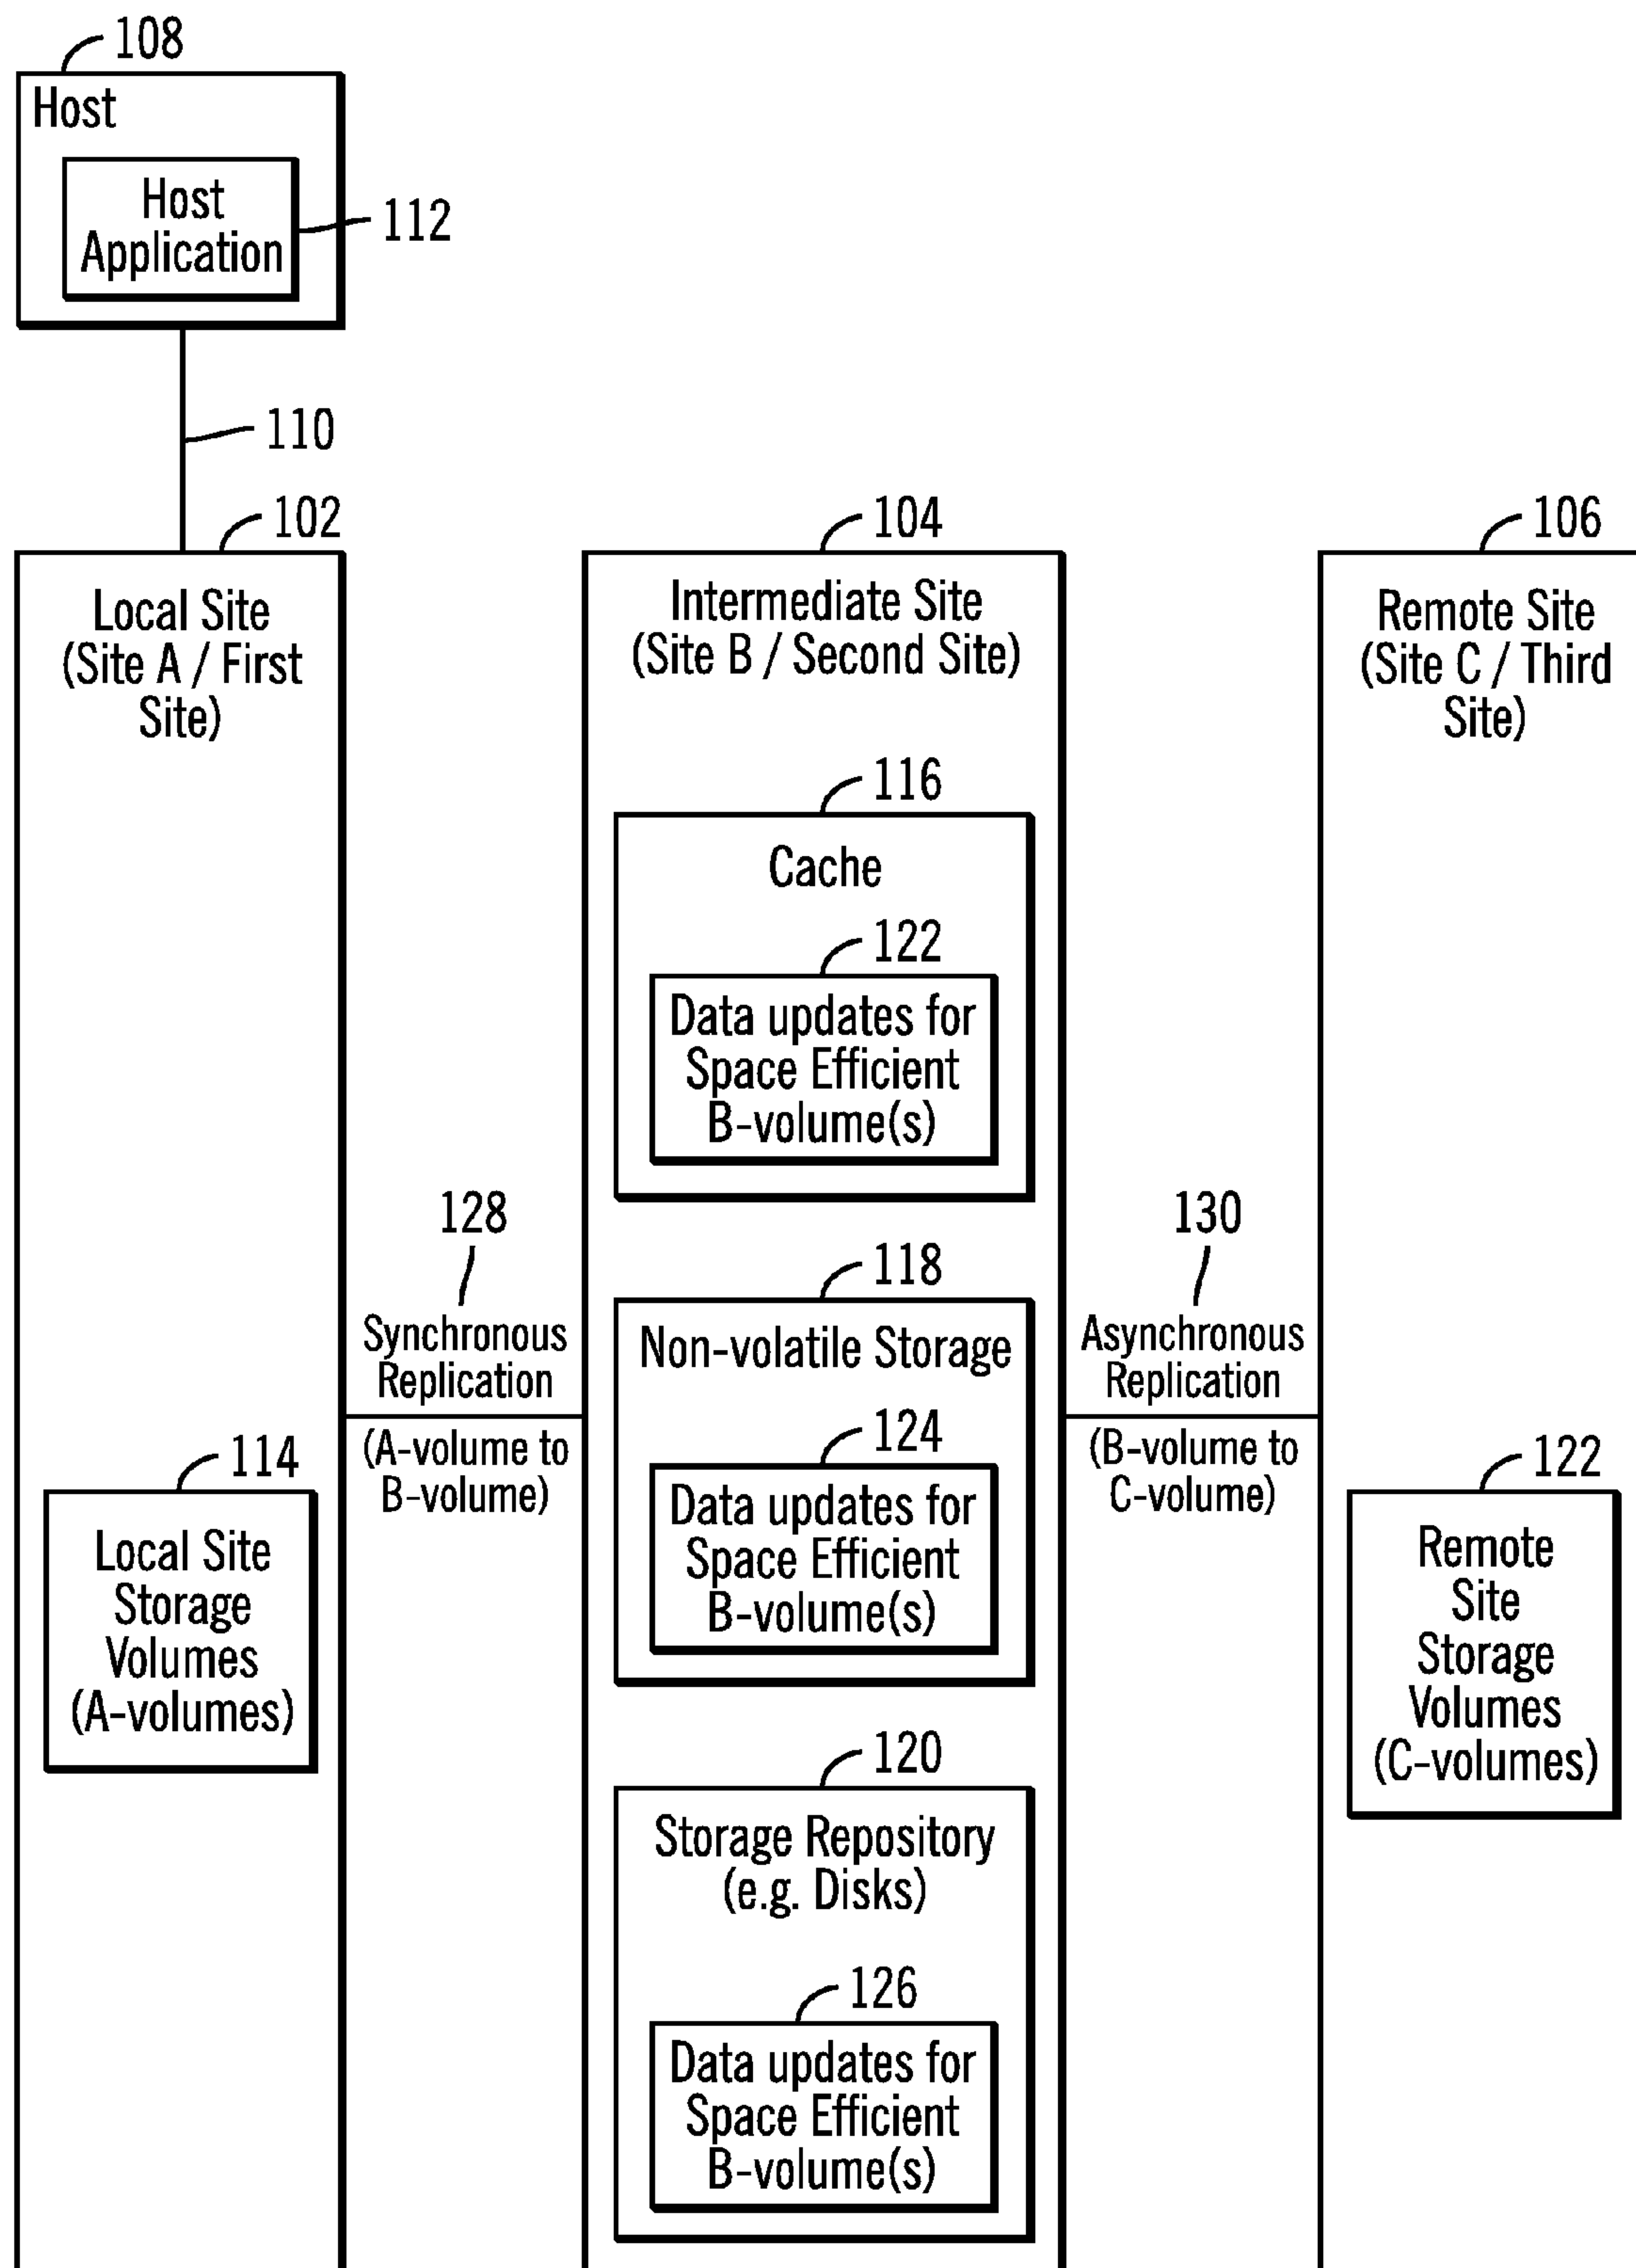 108
Host
Host
Application
112
110
102
Local Site
(Site A / First
Site)
104
Intermediate Site
(Site B / Second Site)
106
Remote Site
(Site C / Third
Site)
116
Cache
122
Data updates for
Space Efficient
B-volume(s)
128
Synchronous
Replication
(A-volume to
B-volume)
118
Non-volatile Storage
124
Data updates for
Space Efficient
B-volume(s)
130
Asynchronous
Replication
(B-volume to
C-volume)
114
Local Site
Storage
Volumes
(A-volumes)
122
Remote
Site
Storage
Volumes
(C-volumes)
120
Storage Repository
(e.g. Disks)
126
Data updates for
Space Efficient
B-volume(s)